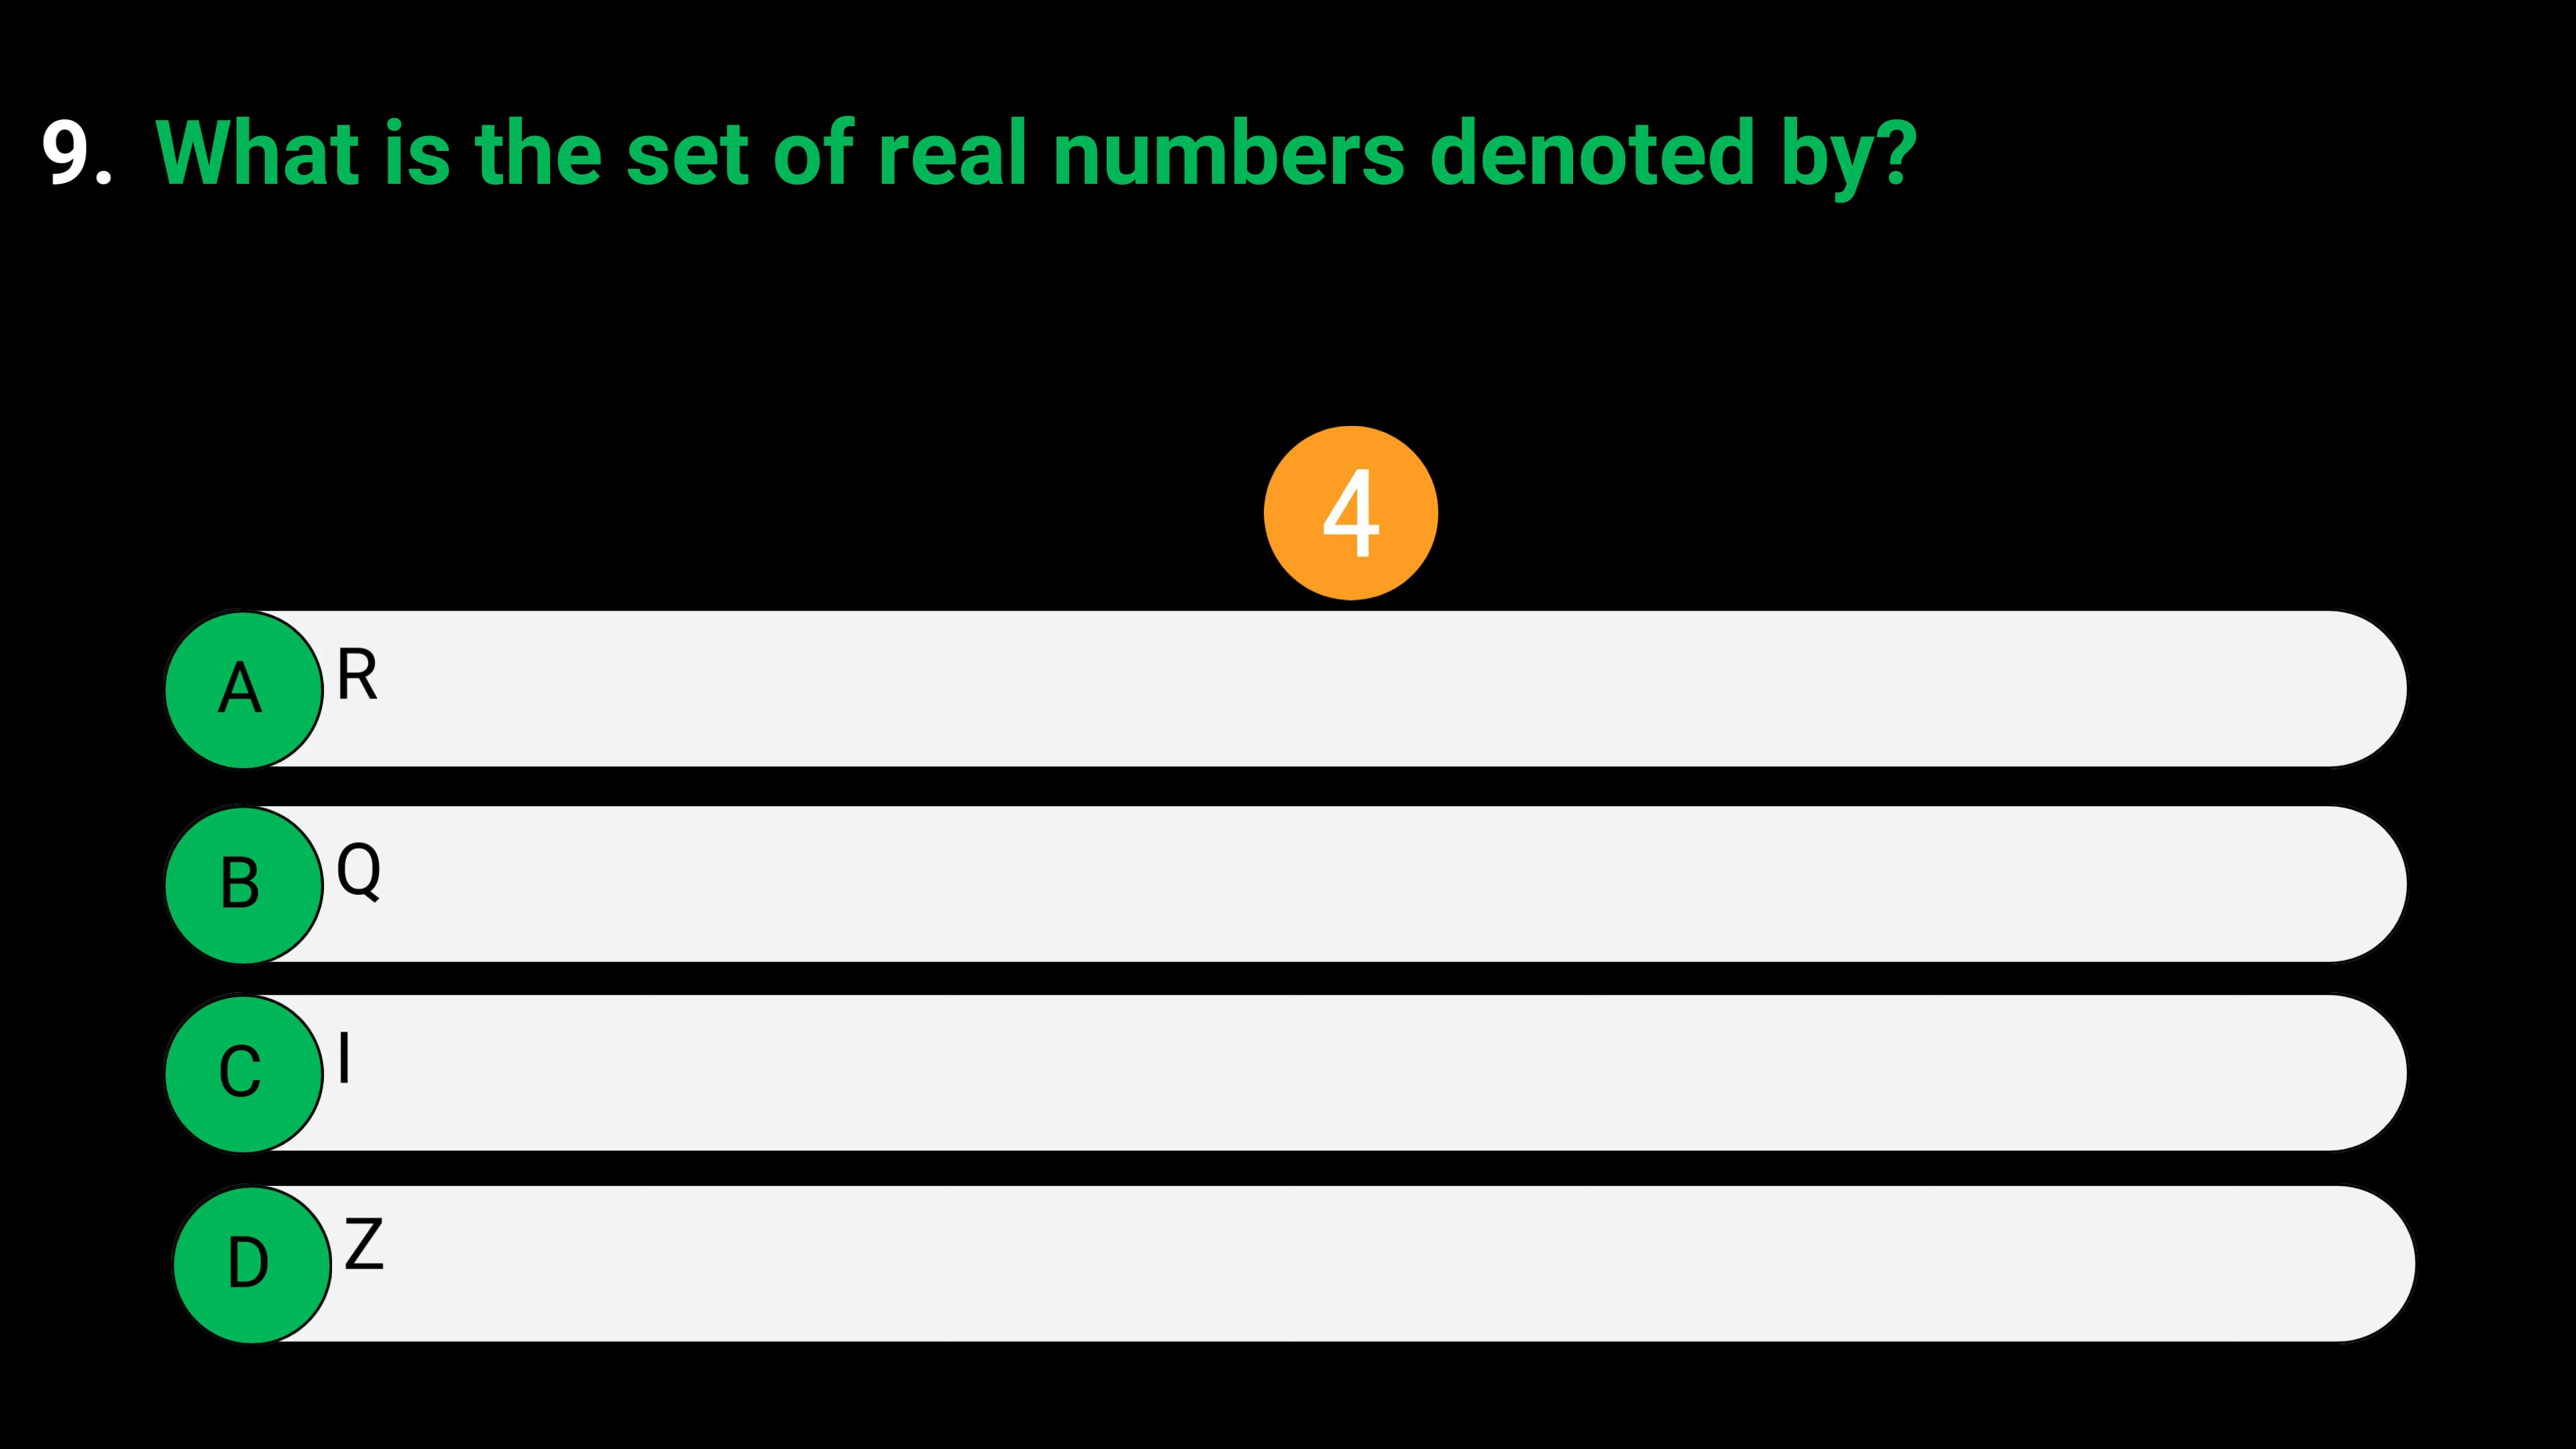 9. What is the set of real numbers denoted by?
4
A R
B Q
C I
D Z